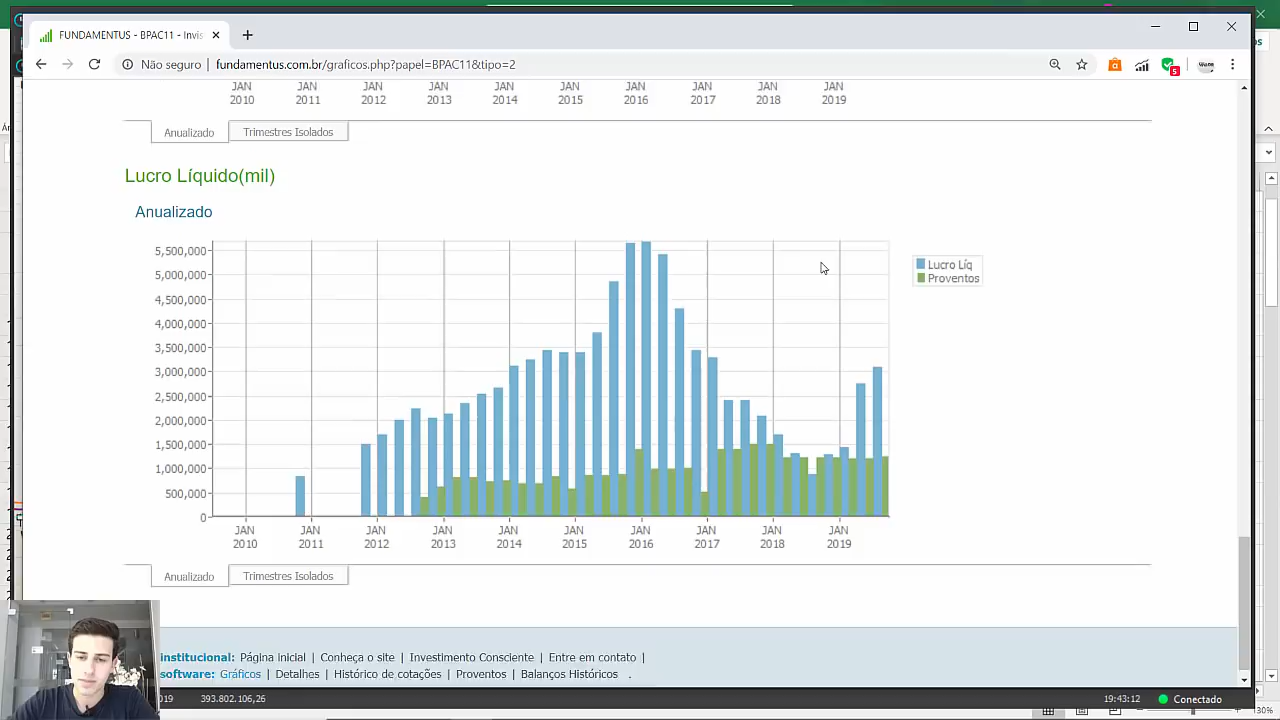 FUNDAMENTUS - BPAC11 - Invis
Não seguro | fundamentus.com.br/graficos.php?papel=BPAC11&tipo=2
5
JAN 2010 JAN 2011 JAN 2012 JAN 2013 JAN 2014 JAN 2015 JAN 2016 JAN 2017 JAN 2018 JAN 2019
Anualizado Trimestres Isolados
Lucro Líquido(mil)
Anualizado
5,500,000
5,000,000
4,500,000
4,000,000
3,500,000
3,000,000
2,500,000
2,000,000
1,500,000
1,000,000
500,000
0
Lucro Líq
Proventos
JAN 2010 JAN 2011 JAN 2012 JAN 2013 JAN 2014 JAN 2015 JAN 2016 JAN 2017 JAN 2018 JAN 2019
Anualizado Trimestres Isolados
institucional: Página inicial | Conheça o site | Investimento Consciente | Entre em contato |
software: Gráficos | Detalhes | Histórico de cotações | Proventos | Balanços Históricos .
019 393.802.106,26 19:43:12 Conectado
30%